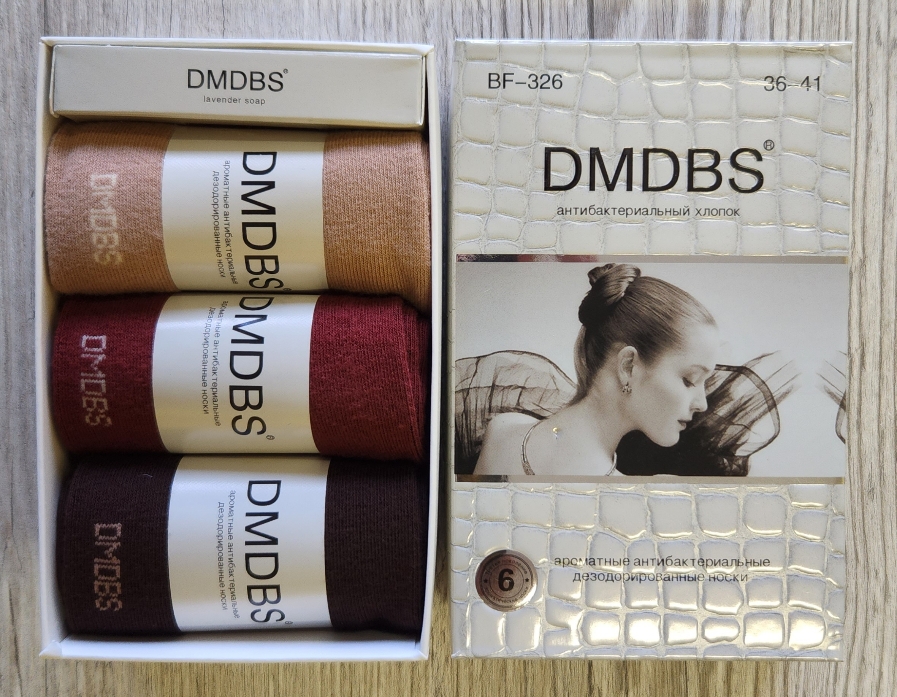 DMDBS®
lavender soap
DMDBS
DMDBS®
ароматные антибактериальные
дезодорированные носки
DMDBS
DMDBS®
ароматные антибактериальные
дезодорированные носки
DMDBS
DMDBS®
ароматные антибактериальные
дезодорированные носки
BF-326
36-41
DMDBS®
антибактериальный хлопок
6
ароматные антибактериальные
дезодорированные носки